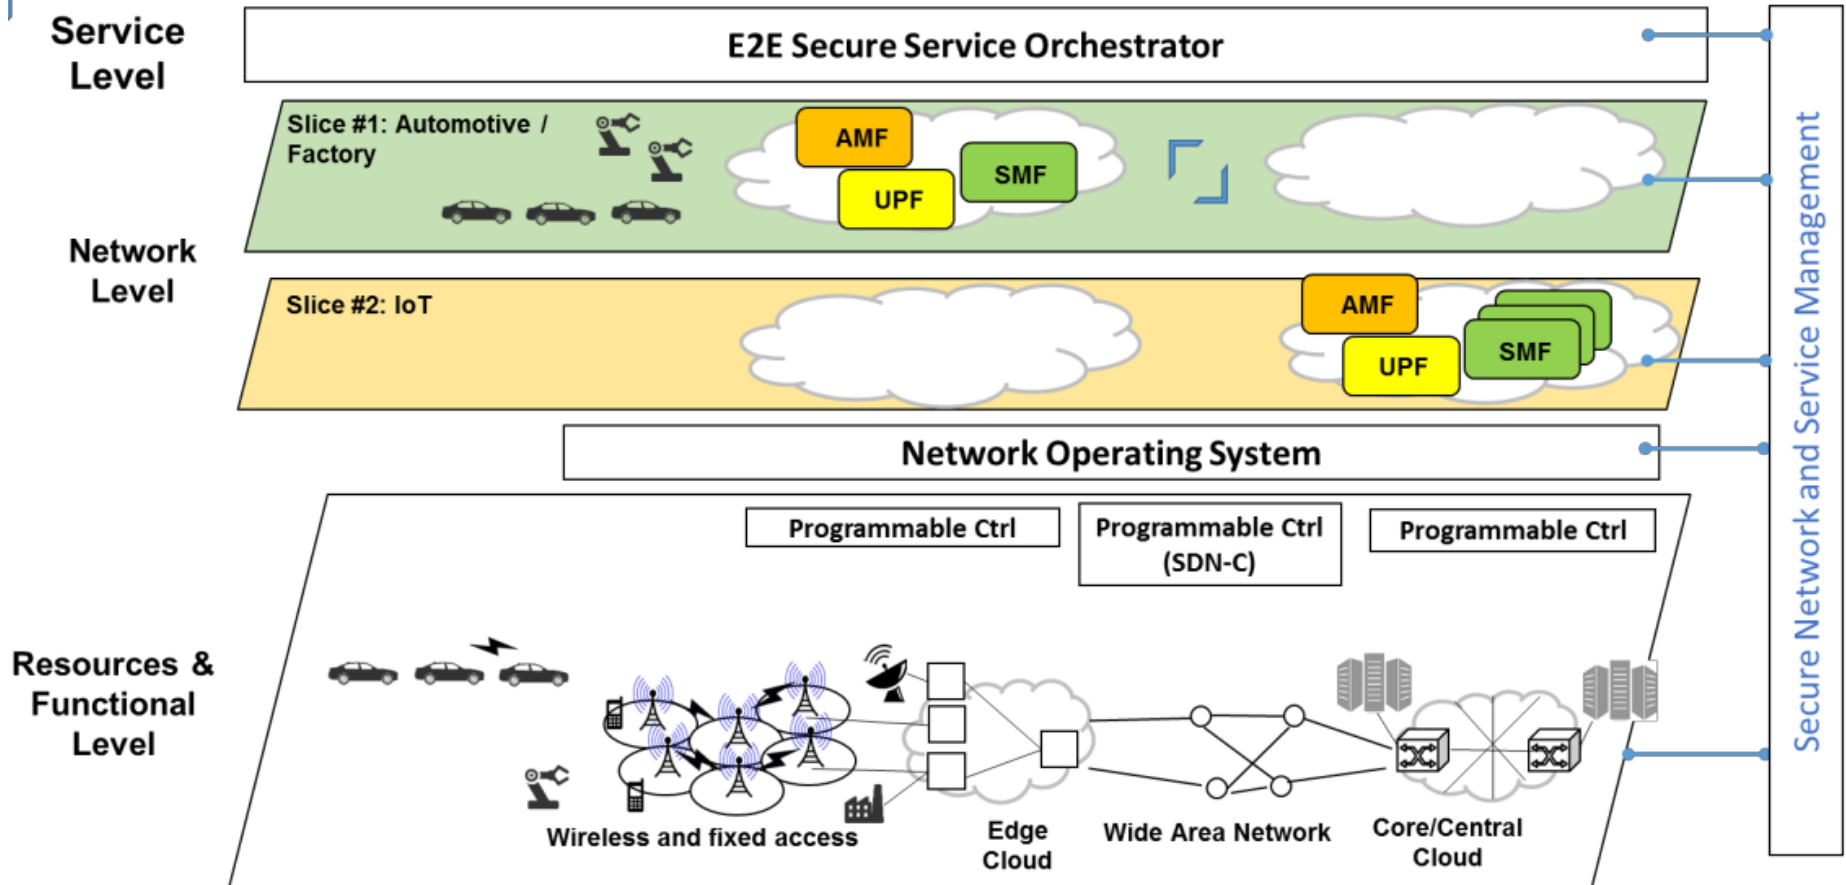 Service
Level
E2E Secure Service Orchestrator
Slice #1: Automotive /
Factory
AMF
UPF
SMF
Network
Level
Slice #2: IoT
AMF
UPF
SMF
Network Operating System
Programmable Ctrl
Programmable Ctrl
(SDN-C)
Programmable Ctrl
Resources &
Functional
Level
Wireless and fixed access
Edge
Cloud
Wide Area Network
Core/Central
Cloud
Secure Network and Service Management